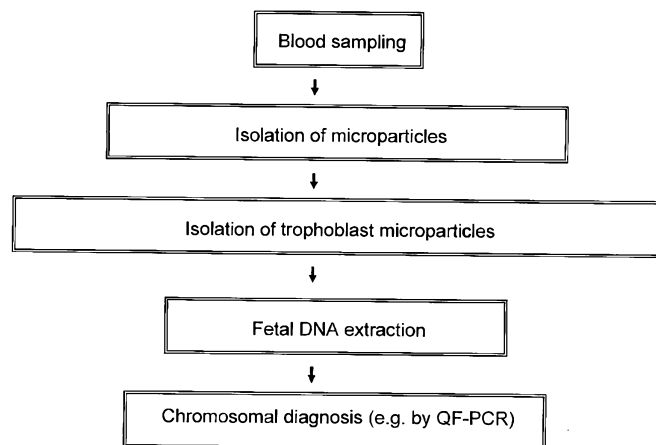 Blood sampling
Isolation of microparticles
Isolation of trophoblast microparticles
Fetal DNA extraction
Chromosomal diagnosis (e.g. by QF-PCR)